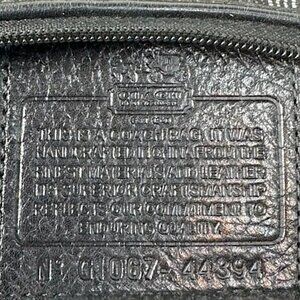 THIS IS A COACH BAG. IT WAS
HANDCRAFTED IN CHINA FROM THE
FINEST MATERIALS AND LEATHER
ITS SUPERIOR CRAFTSMANSHIP
REFLECTS OUR COMMITMENT TO
ENDURING QUALITY.
Nº 067-44394